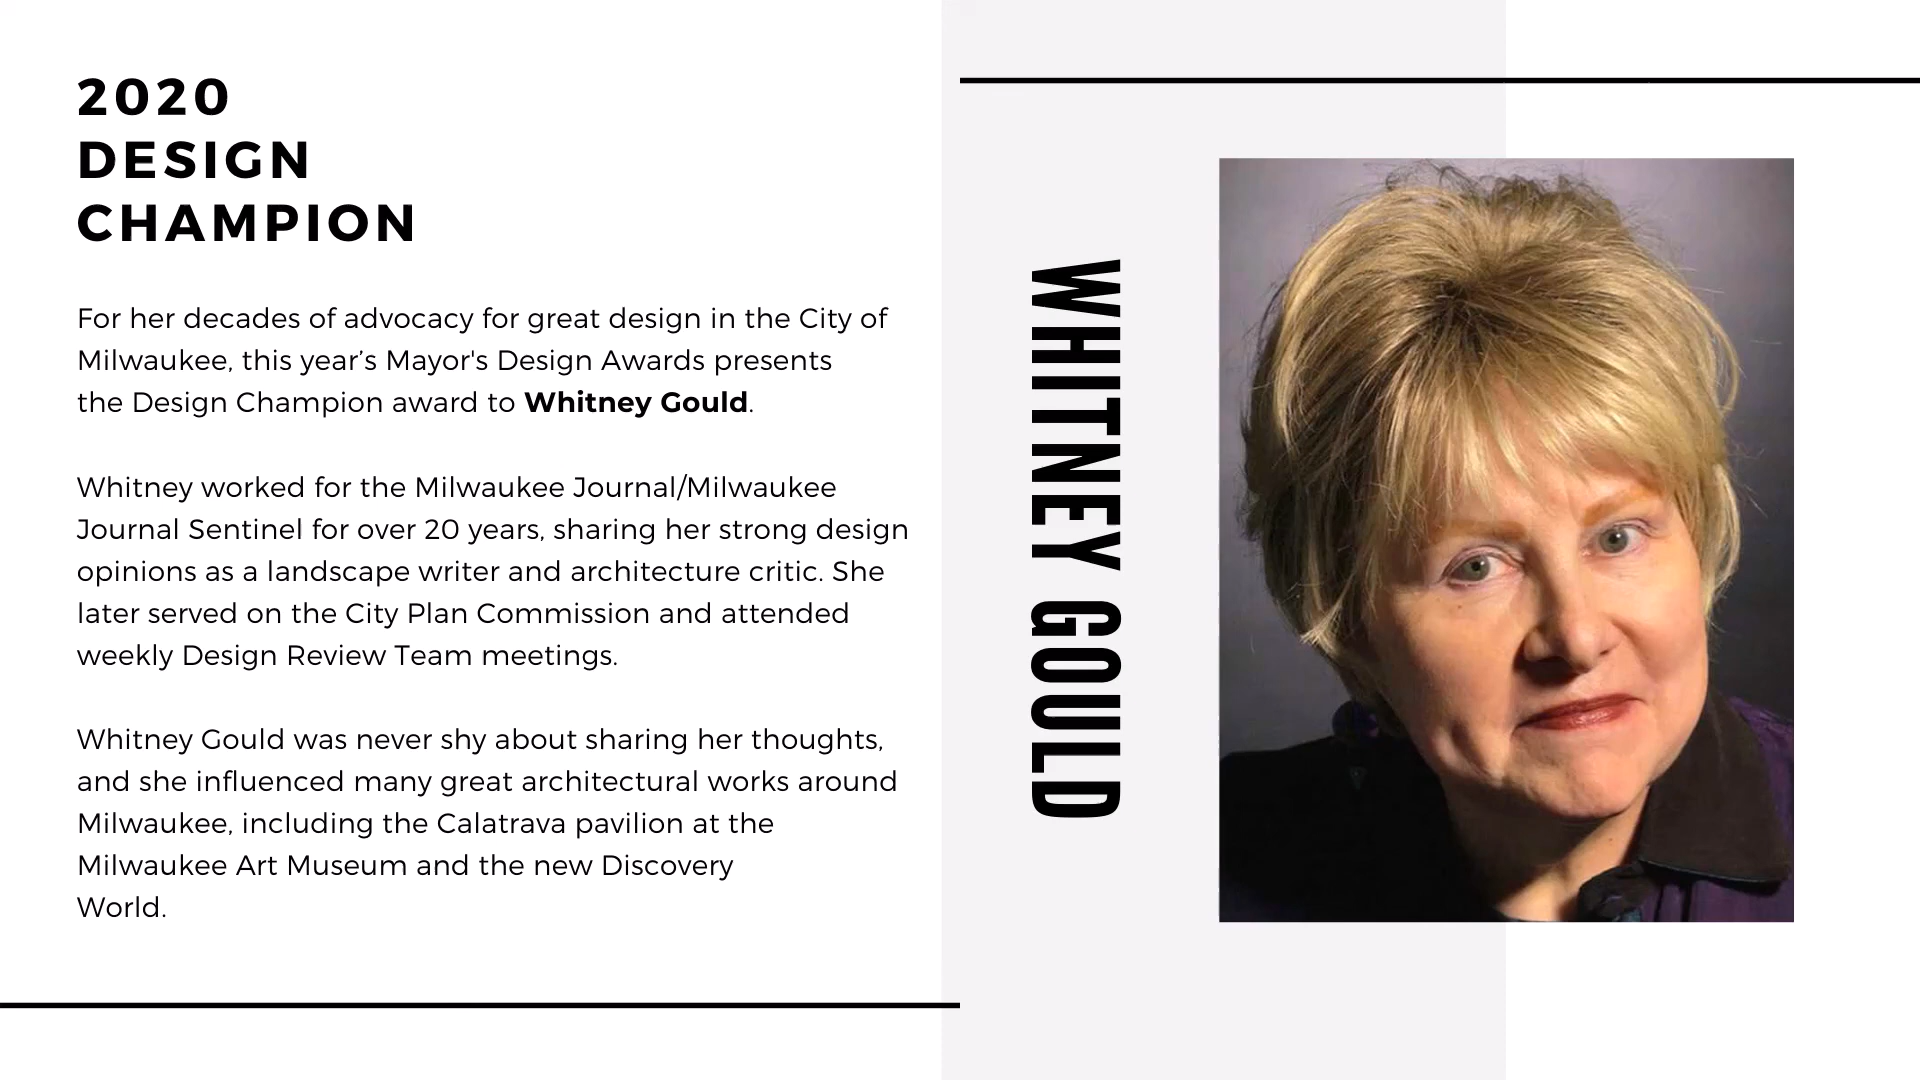 2020
DESIGN
CHAMPION
For her decades of advocacy for great design in the City of
Milwaukee, this year’s Mayor's Design Awards presents
the Design Champion award to Whitney Gould.
Whitney worked for the Milwaukee Journal/Milwaukee
Journal Sentinel for over 20 years, sharing her strong design
opinions as a landscape writer and architecture critic. She
later served on the City Plan Commission and attended
weekly Design Review Team meetings.
Whitney Gould was never shy about sharing her thoughts,
and she influenced many great architectural works around
Milwaukee, including the Calatrava pavilion at the
Milwaukee Art Museum and the new Discovery
World.
WHITNEY GOULD